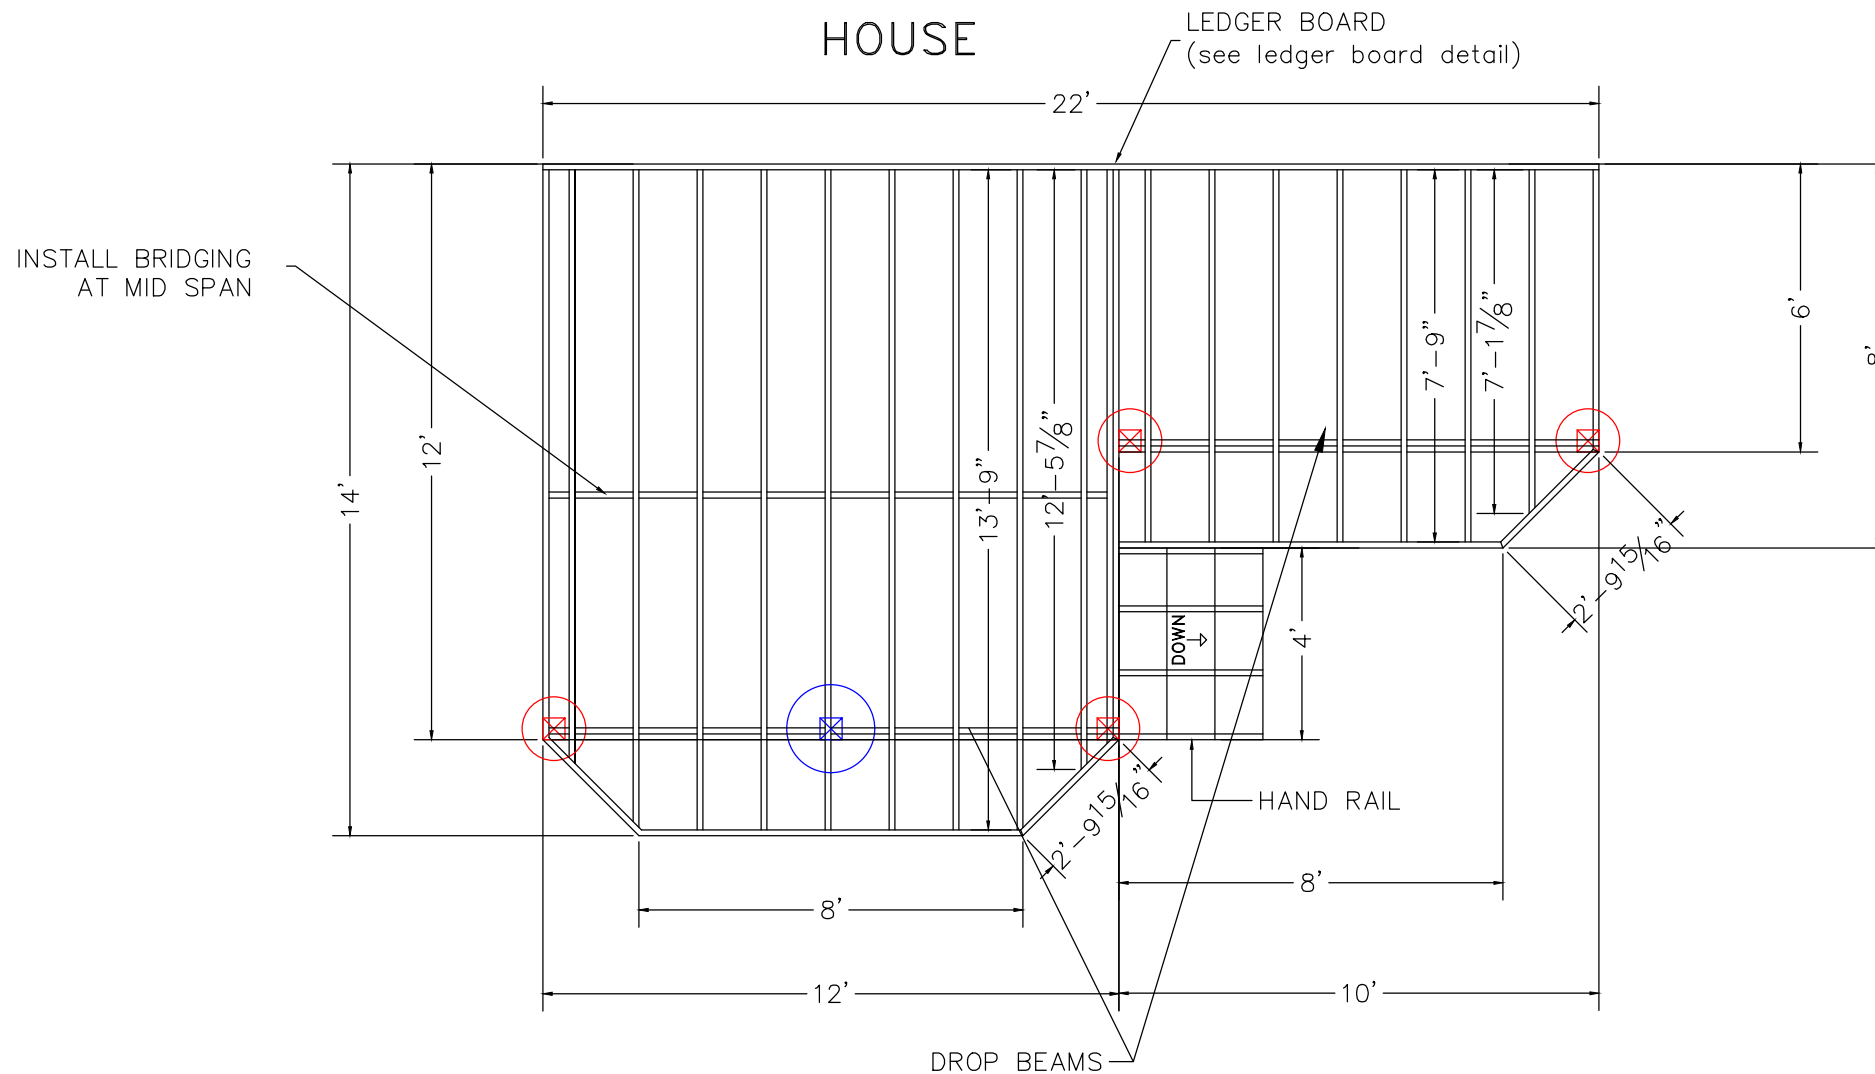 HOUSE
LEDGER BOARD
(see ledger board detail)
22'
INSTALL BRIDGING
AT MID SPAN
14'
12'
13'-9"
12'-5 7/8"
7'-9"
7'-1 7/8"
6'
8'
2'-9 15/16"
4'
DOWN
HAND RAIL
2'-9 15/16"
8'
8'
12'
10'
DROP BEAMS